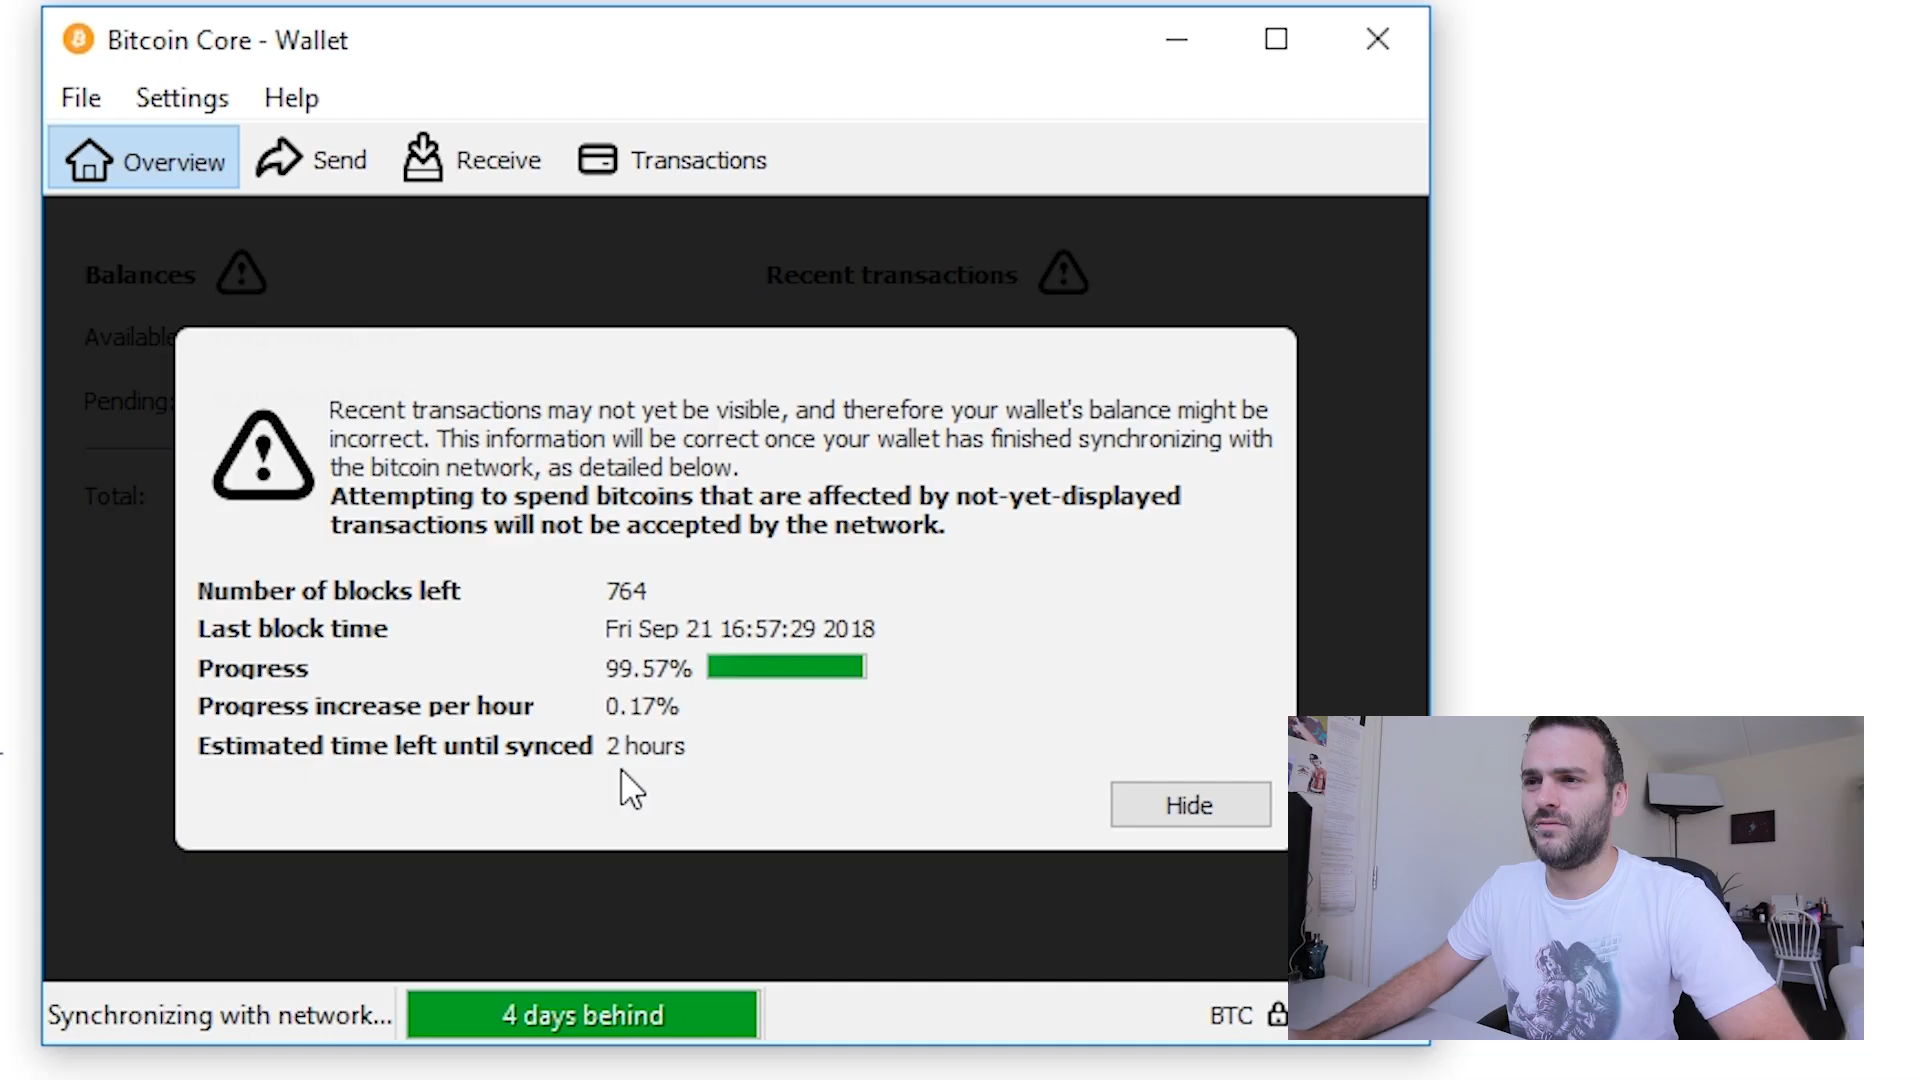 Bitcoin Core - Wallet
File Settings Help
Overview Send Receive Transactions
Balances Recent transactions
Available
Recent transactions may not yet be visible, and therefore your wallet's balance might be
Pending:
incorrect. This information will be correct once your wallet has finished synchronizing with
the bitcoin network, as detailed below.
Total:
Attempting to spend bitcoins that are affected by not-yet-displayed
transactions will not be accepted by the network.
Number of blocks left 764
Last block time Fri Sep 21 16:57:29 2018
Progress 99.57%
Progress increase per hour 0.17%
Estimated time left until synced 2 hours
Hide
Synchronizing with network... 4 days behind BTC